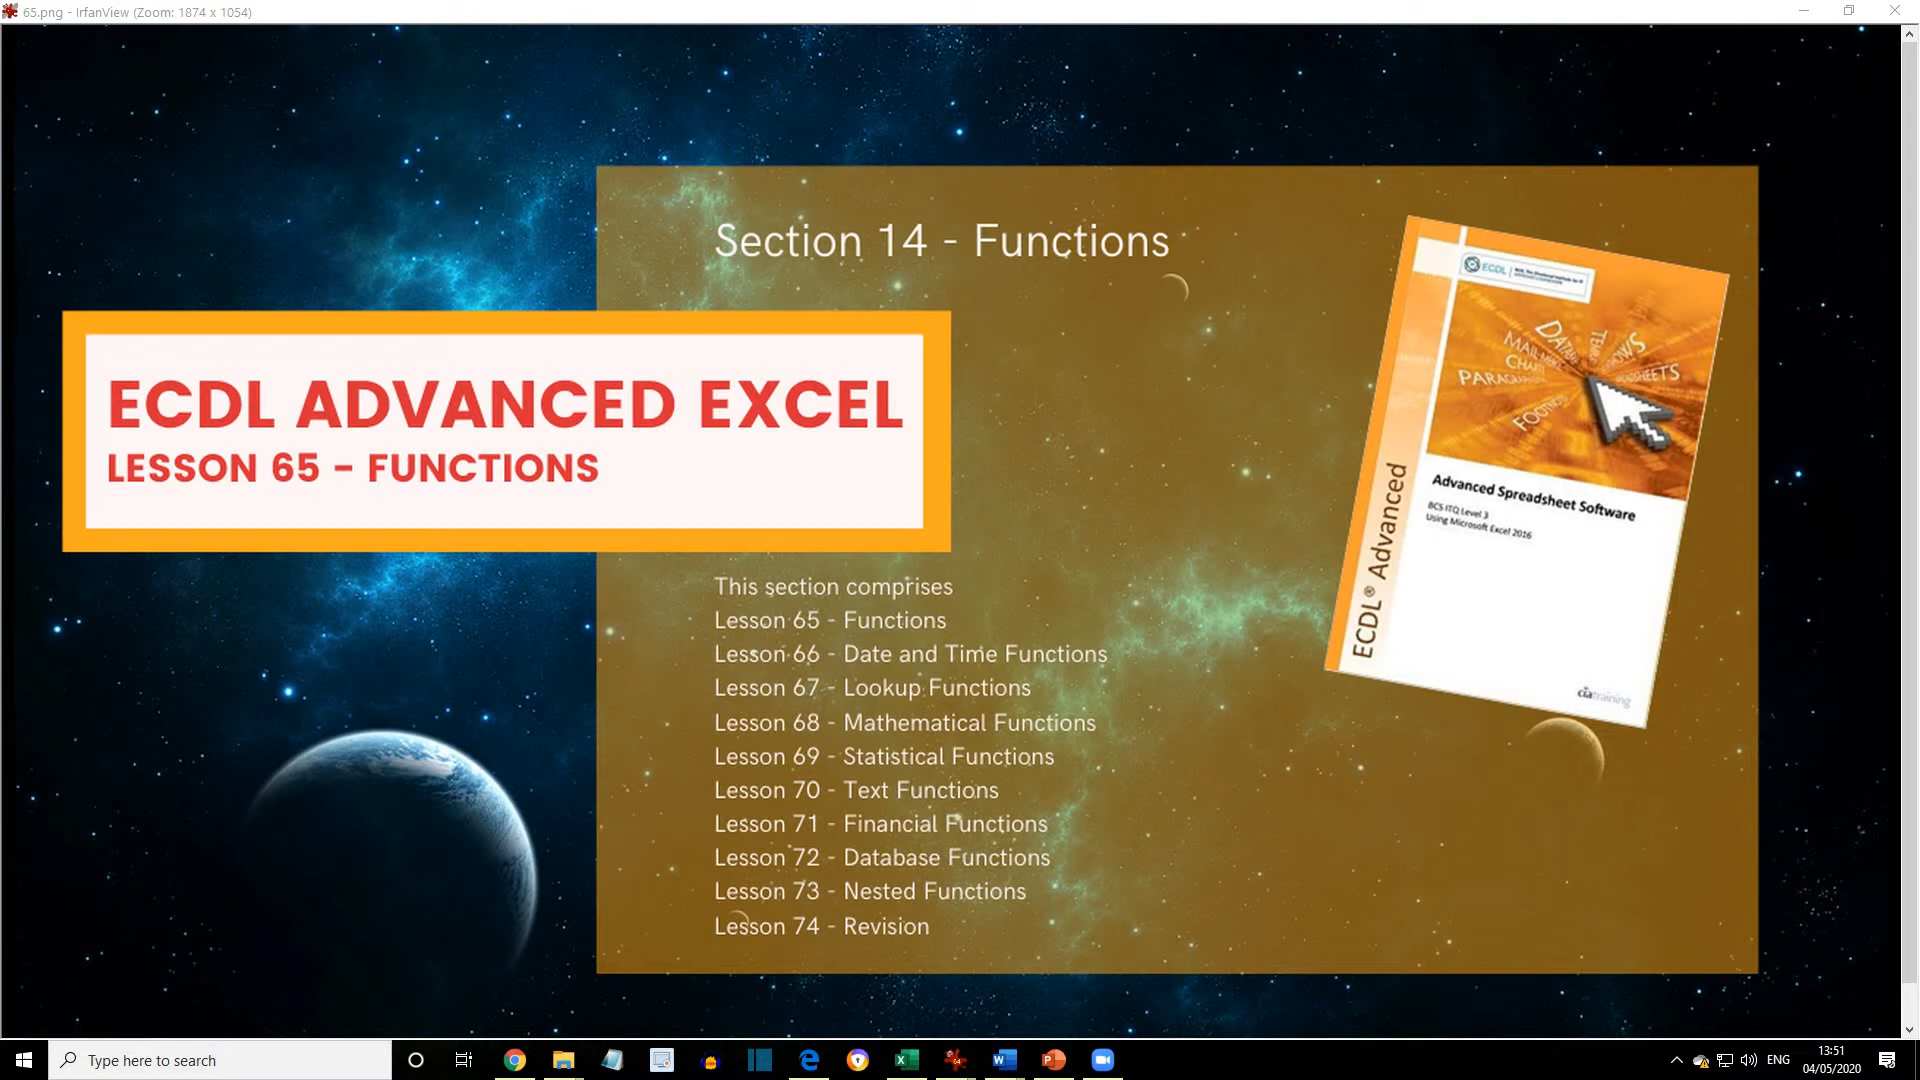 65.png - IrfanView (Zoom: 1874 x 1054)
Section 14 - Functions
ECDL ADVANCED EXCEL
LESSON 65 - FUNCTIONS
This section comprises
Lesson 65 - Functions
Lesson 66 - Date and Time Functions
Lesson 67 - Lookup Functions
Lesson 68 - Mathematical Functions
Lesson 69 - Statistical Functions
Lesson 70 - Text Functions
Lesson 71 - Financial Functions
Lesson 72 - Database Functions
Lesson 73 - Nested Functions
Lesson 74 - Revision
ECDL
MAIL
CHART
Advanced Spreadsheet Software
BCS ITQ Level 3
Using Microsoft Excel 2016
ECDL® Advanced
ciatraining
Type here to search
ENG
13:51
04/05/2020